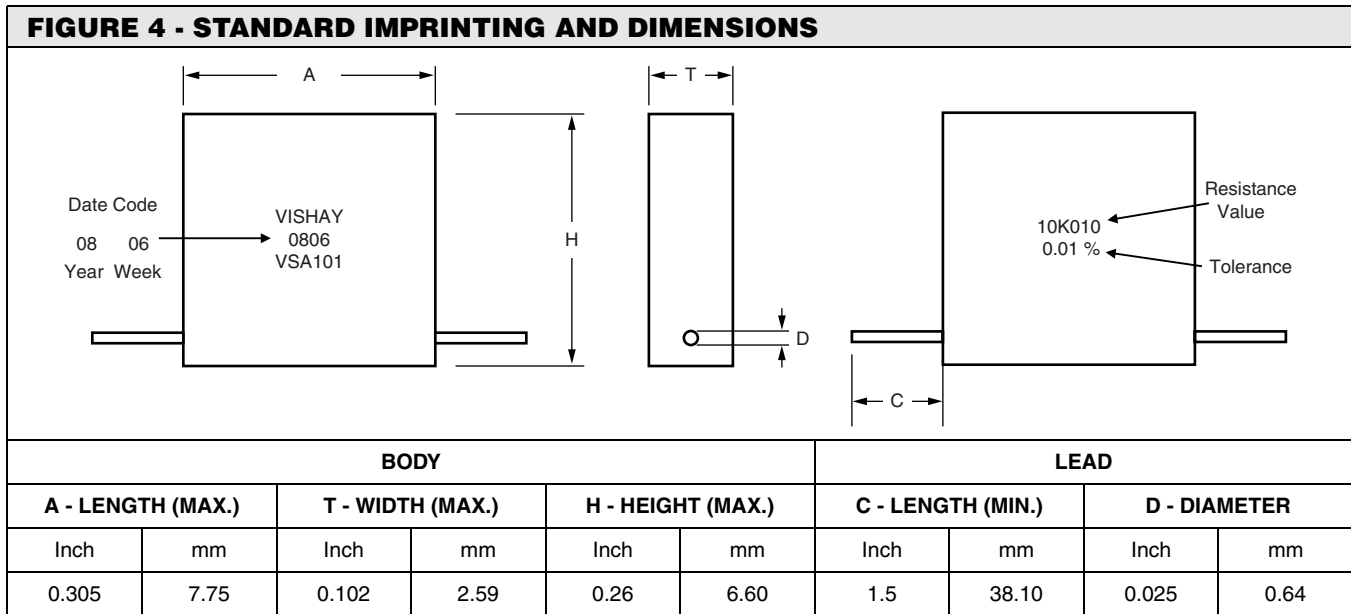 FIGURE 4 - STANDARD IMPRINTING AND DIMENSIONS
A
T
Date Code
08 06
Year Week
VISHAY
0806
VSA101
H
D
10K010
0.01 %
Resistance
Value
Tolerance
C
BODY LEAD
A - LENGTH (MAX.) T - WIDTH (MAX.) H - HEIGHT (MAX.) C - LENGTH (MIN.) D - DIAMETER
Inch mm Inch mm Inch mm Inch mm Inch mm
0.305 7.75 0.102 2.59 0.26 6.60 1.5 38.10 0.025 0.64